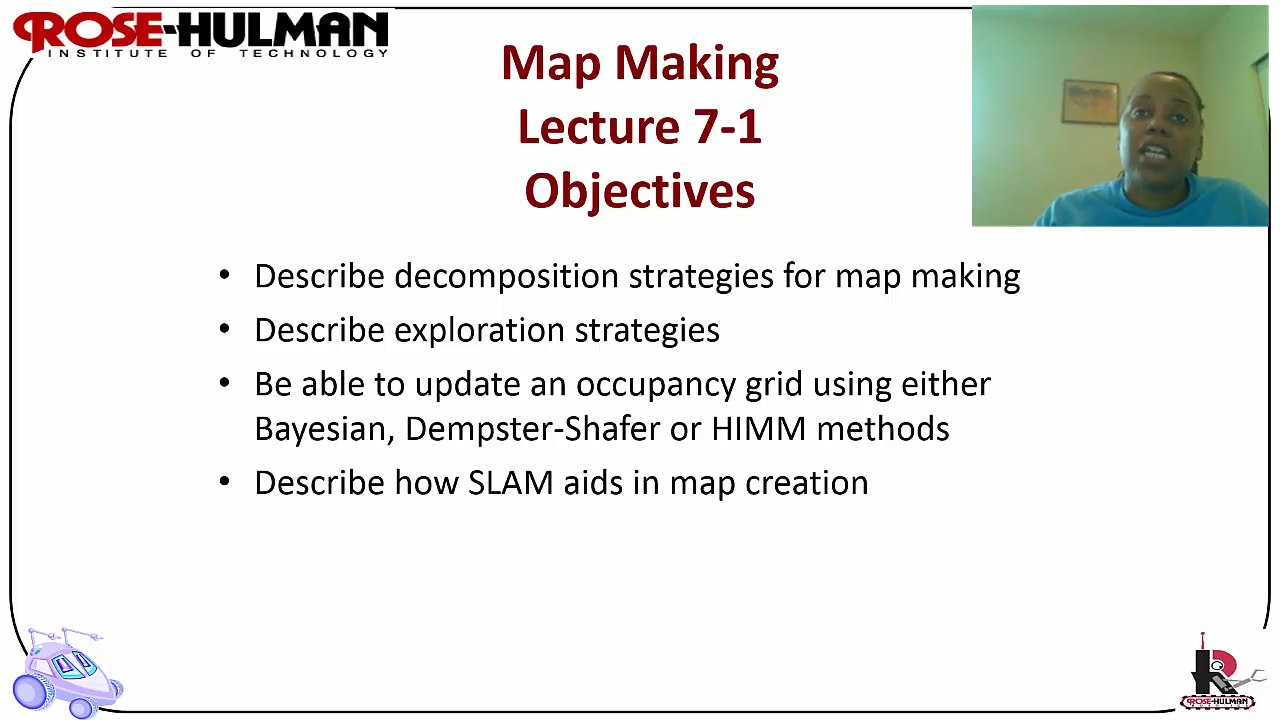 ROSE-HULMAN
INSTITUTE OF TECHNOLOGY
Map Making
Lecture 7-1
Objectives
• Describe decomposition strategies for map making
• Describe exploration strategies
• Be able to update an occupancy grid using either
Bayesian, Dempster-Shafer or HIMM methods
• Describe how SLAM aids in map creation
R
ROSE-HULMAN